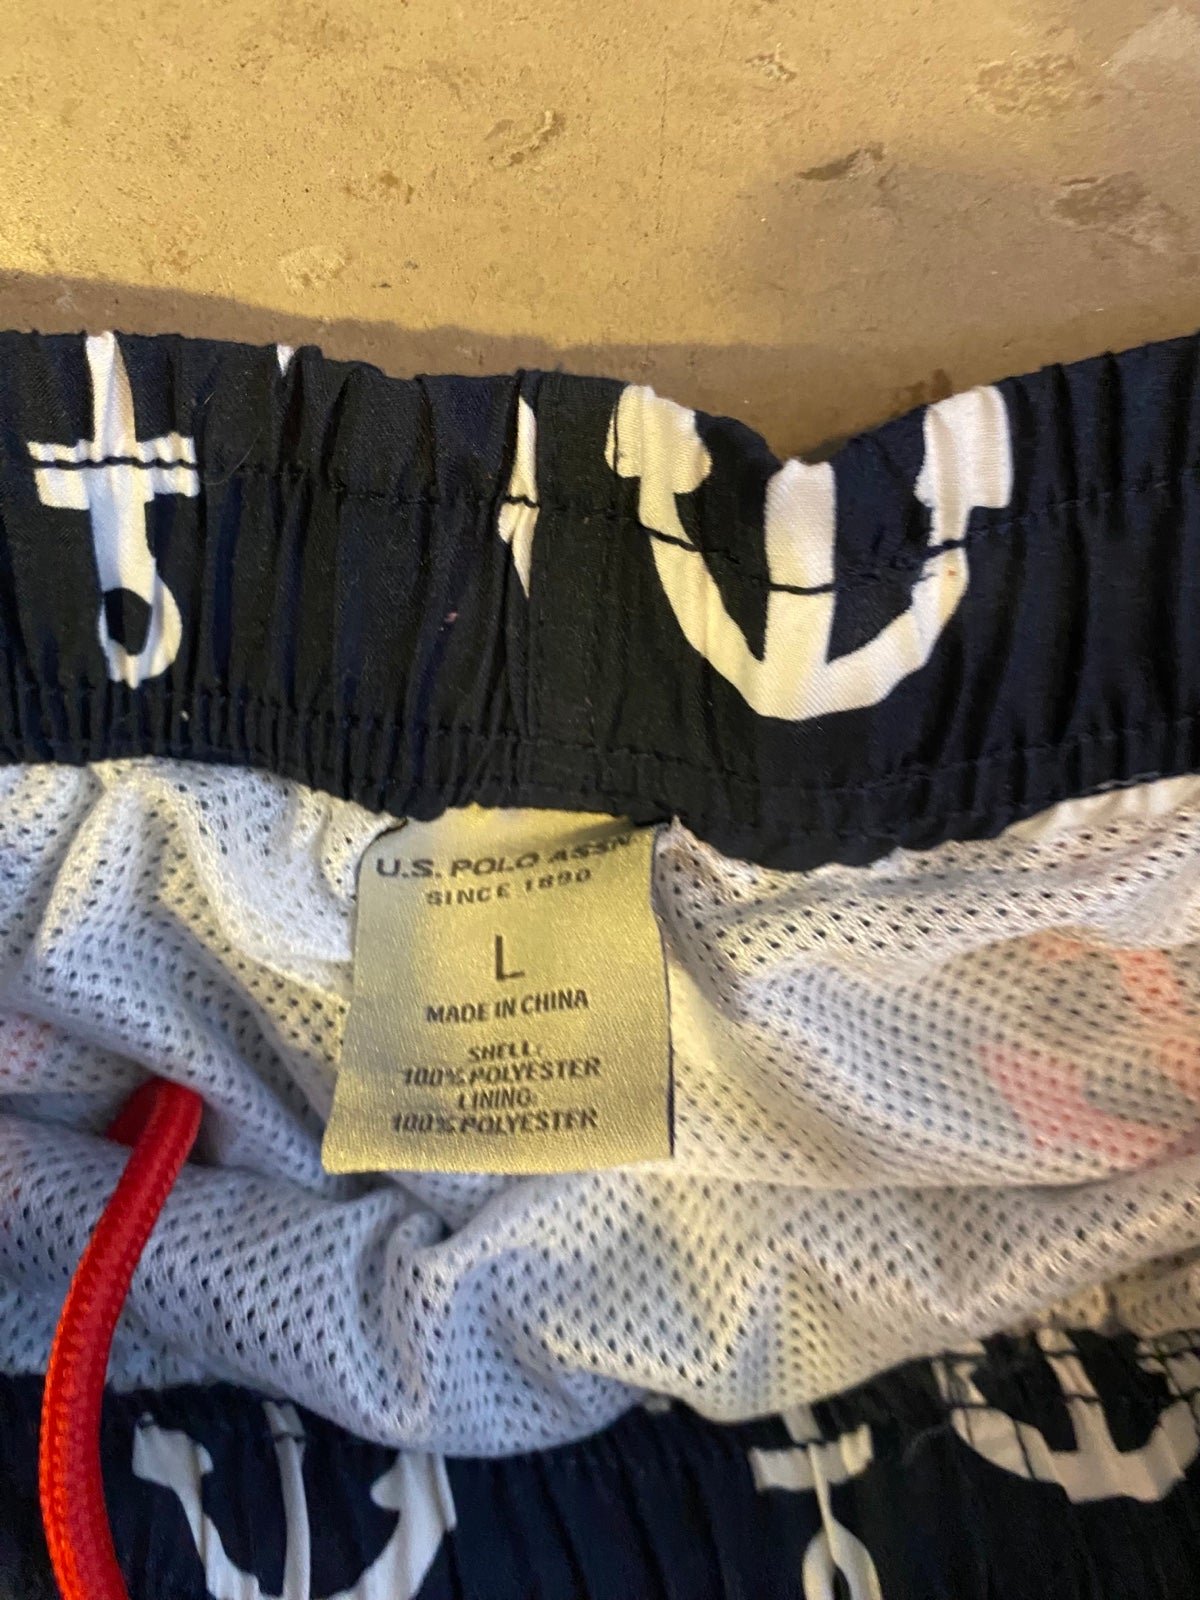 U.S. POLO ASSN
SINCE 1890
L
MADE IN CHINA
SHELL:
100% POLYESTER
LINING:
100% POLYESTER